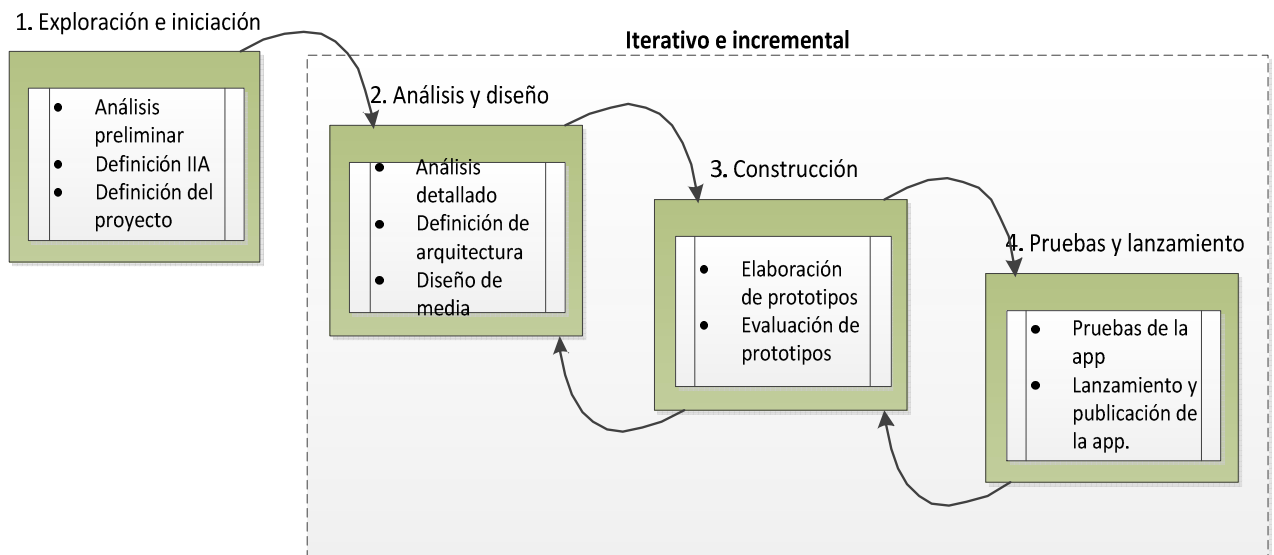 1. Exploración e iniciación
Iterativo e incremental
● Análisis
preliminar
● Definición IIA
● Definición del
proyecto
2. Análisis y diseño
● Análisis
detallado
● Definición de
arquitectura
● Diseño de
media
3. Construcción
● Elaboración
de prototipos
● Evaluación de
prototipos
4. Pruebas y lanzamiento
● Pruebas de la
app
● Lanzamiento y
publicación de
la app.